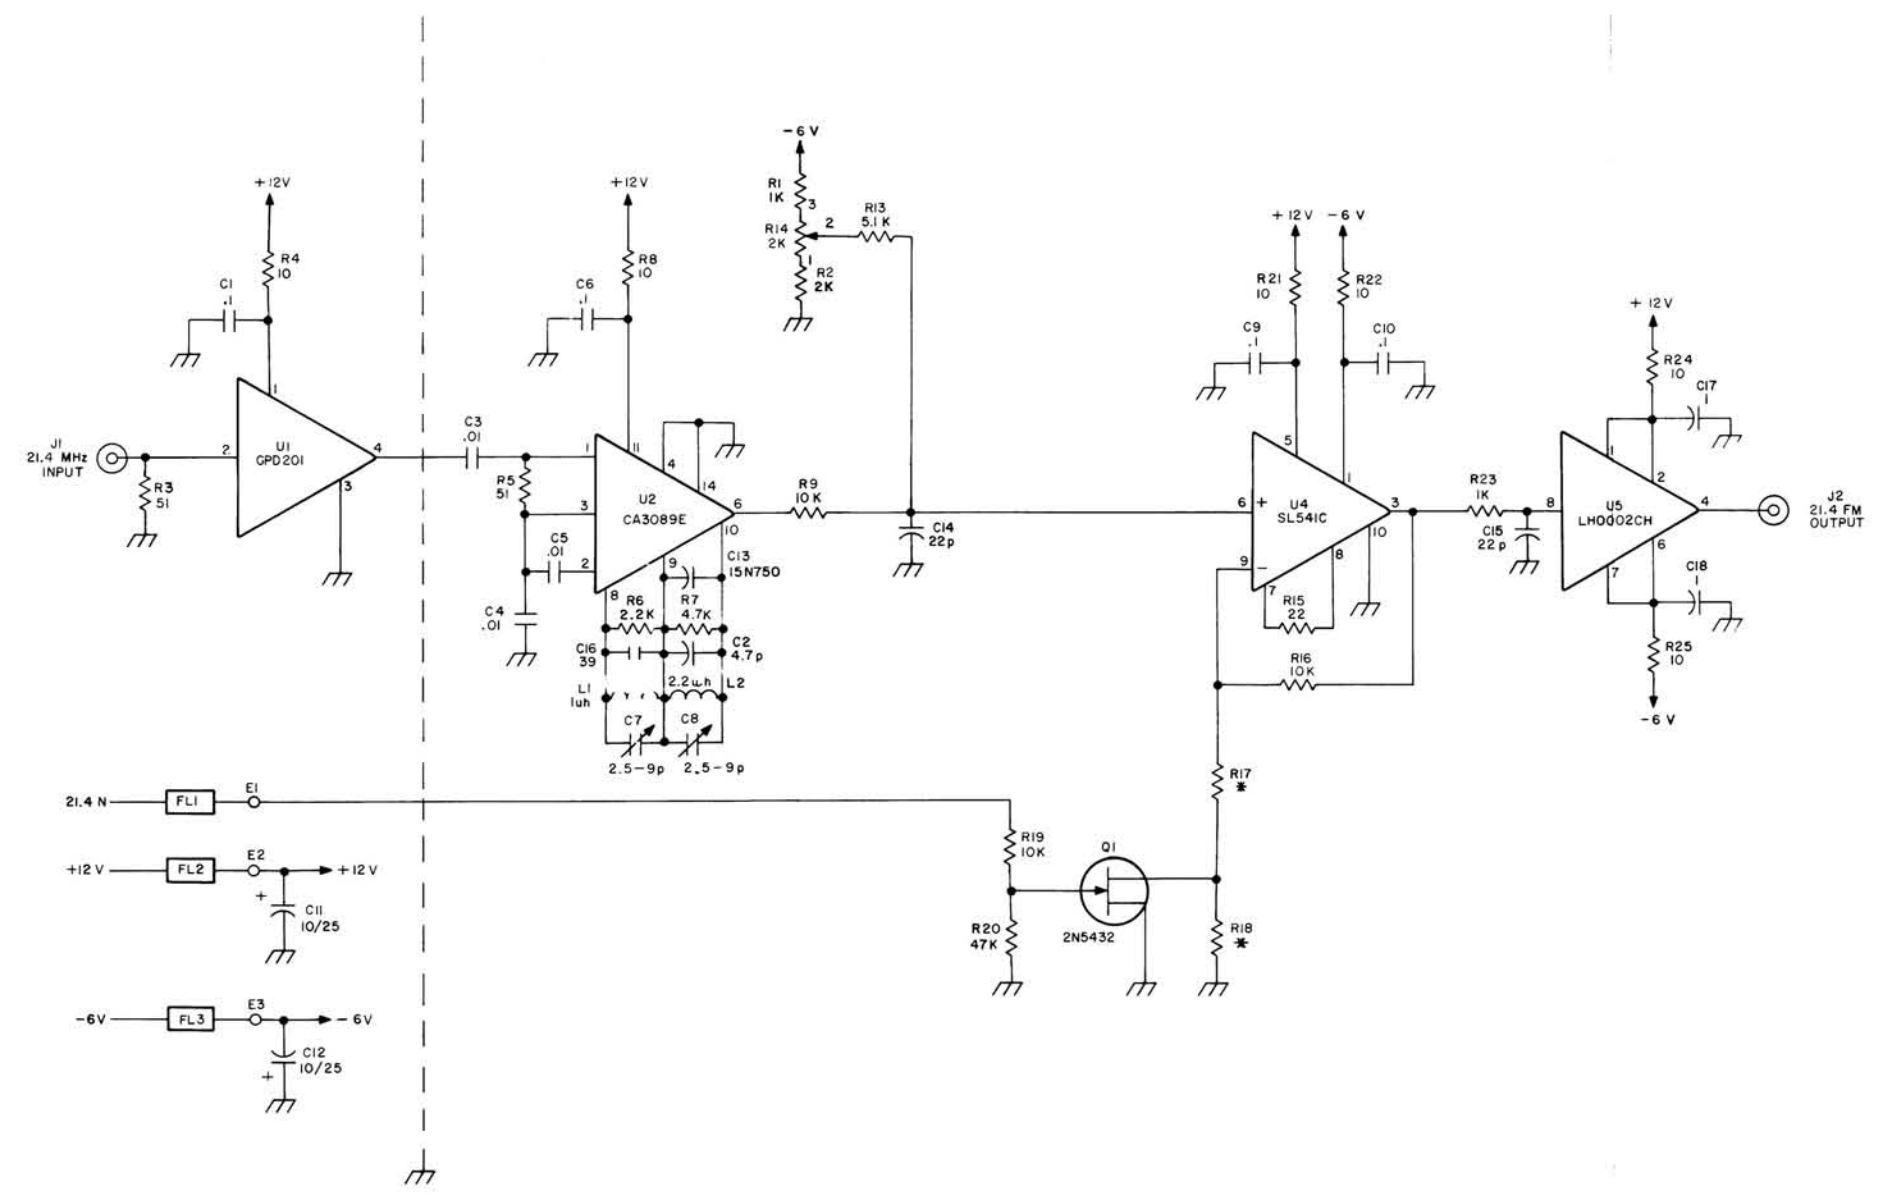 J1
21.4 MHz
INPUT
R3
51
2
U1
GPD201
1
3
4
C1
.1
+12V
R4
10
C3
.01
R5
51
C4
.01
C5
.01
1
3
2
U2
CA3089E
11
4
14
6
10
9
8
+12V
R8
10
C6
.1
C13
15N750
R6
2.2K
R7
4.7K
C16
39
C2
4.7p
L1
1uh
2.2uh
L2
C7
2.5-9p
C8
2.5-9p
R9
10K
-6 V
R1
1K
3
R14
2K
2
1
R2
2K
R13
5.1K
C14
22p
+12V
-6 V
R21
10
R22
10
C9
.1
C10
.1
5
1
6
+
9
-
U4
SL541C
3
10
8
7
R15
22
R16
10K
R17
*
R18
*
R23
1K
C15
22p
8
U5
LH0002CH
1
2
4
6
7
+12V
R24
10
C17
1
C18
1
R25
10
-6 V
J2
21.4 FM
OUTPUT
21.4 N
FL1
E1
+12 V
FL2
E2
+12V
+
C11
10/25
-6V
FL3
E3
-6V
C12
10/25
+
R19
10K
R20
47K
Q1
2N5432